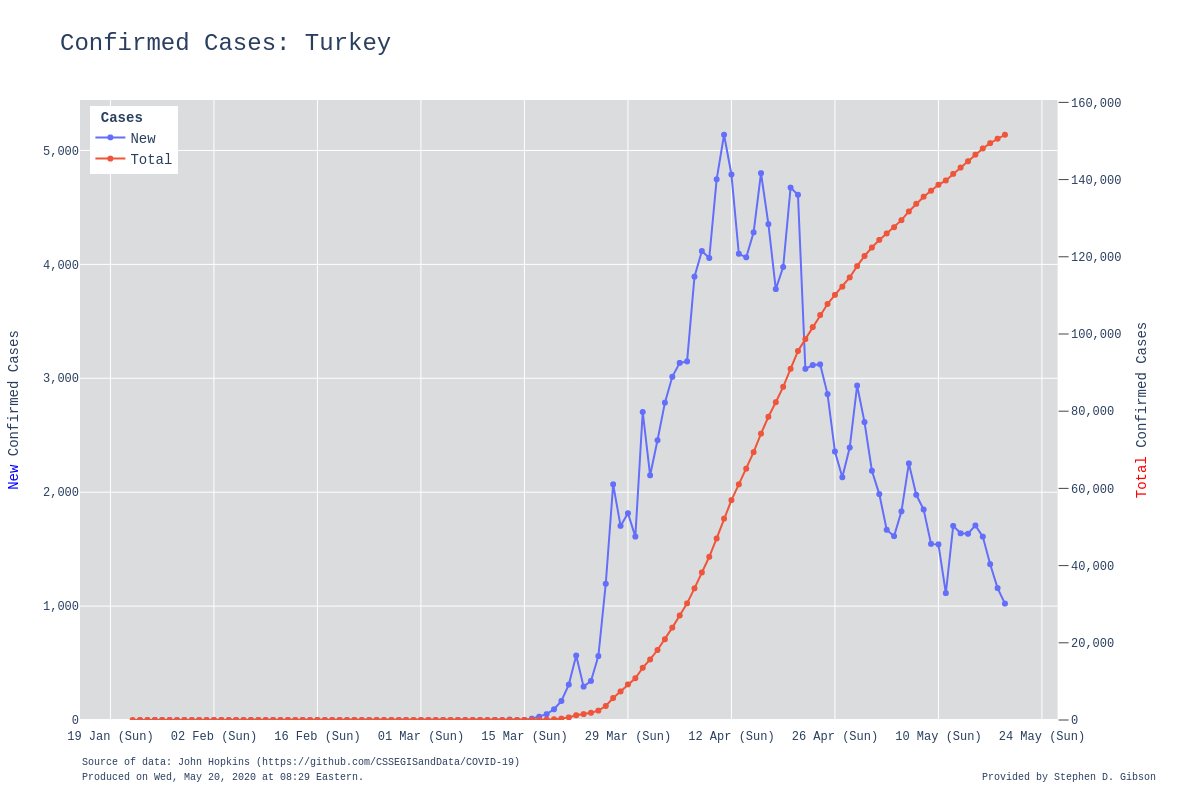 Confirmed Cases: Turkey
Cases
New
Total
5,000
4,000
3,000
2,000
1,000
0
160,000
140,000
120,000
100,000
80,000
60,000
40,000
20,000
0
New Confirmed Cases
Total Confirmed Cases
19 Jan (Sun)
02 Feb (Sun)
16 Feb (Sun)
01 Mar (Sun)
15 Mar (Sun)
29 Mar (Sun)
12 Apr (Sun)
26 Apr (Sun)
10 May (Sun)
24 May (Sun)
Source of data: John Hopkins (https://github.com/CSSEGISandData/COVID-19)
Produced on Wed, May 20, 2020 at 08:29 Eastern.
Provided by Stephen D. Gibson